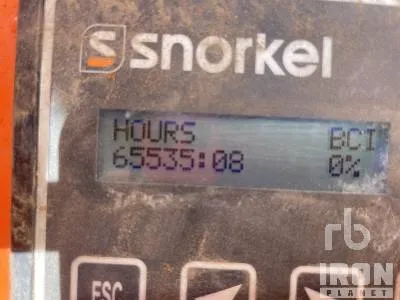 snorkel
HOURS BCI
65535:08 0%
ESC
rb
IRON
PLANET